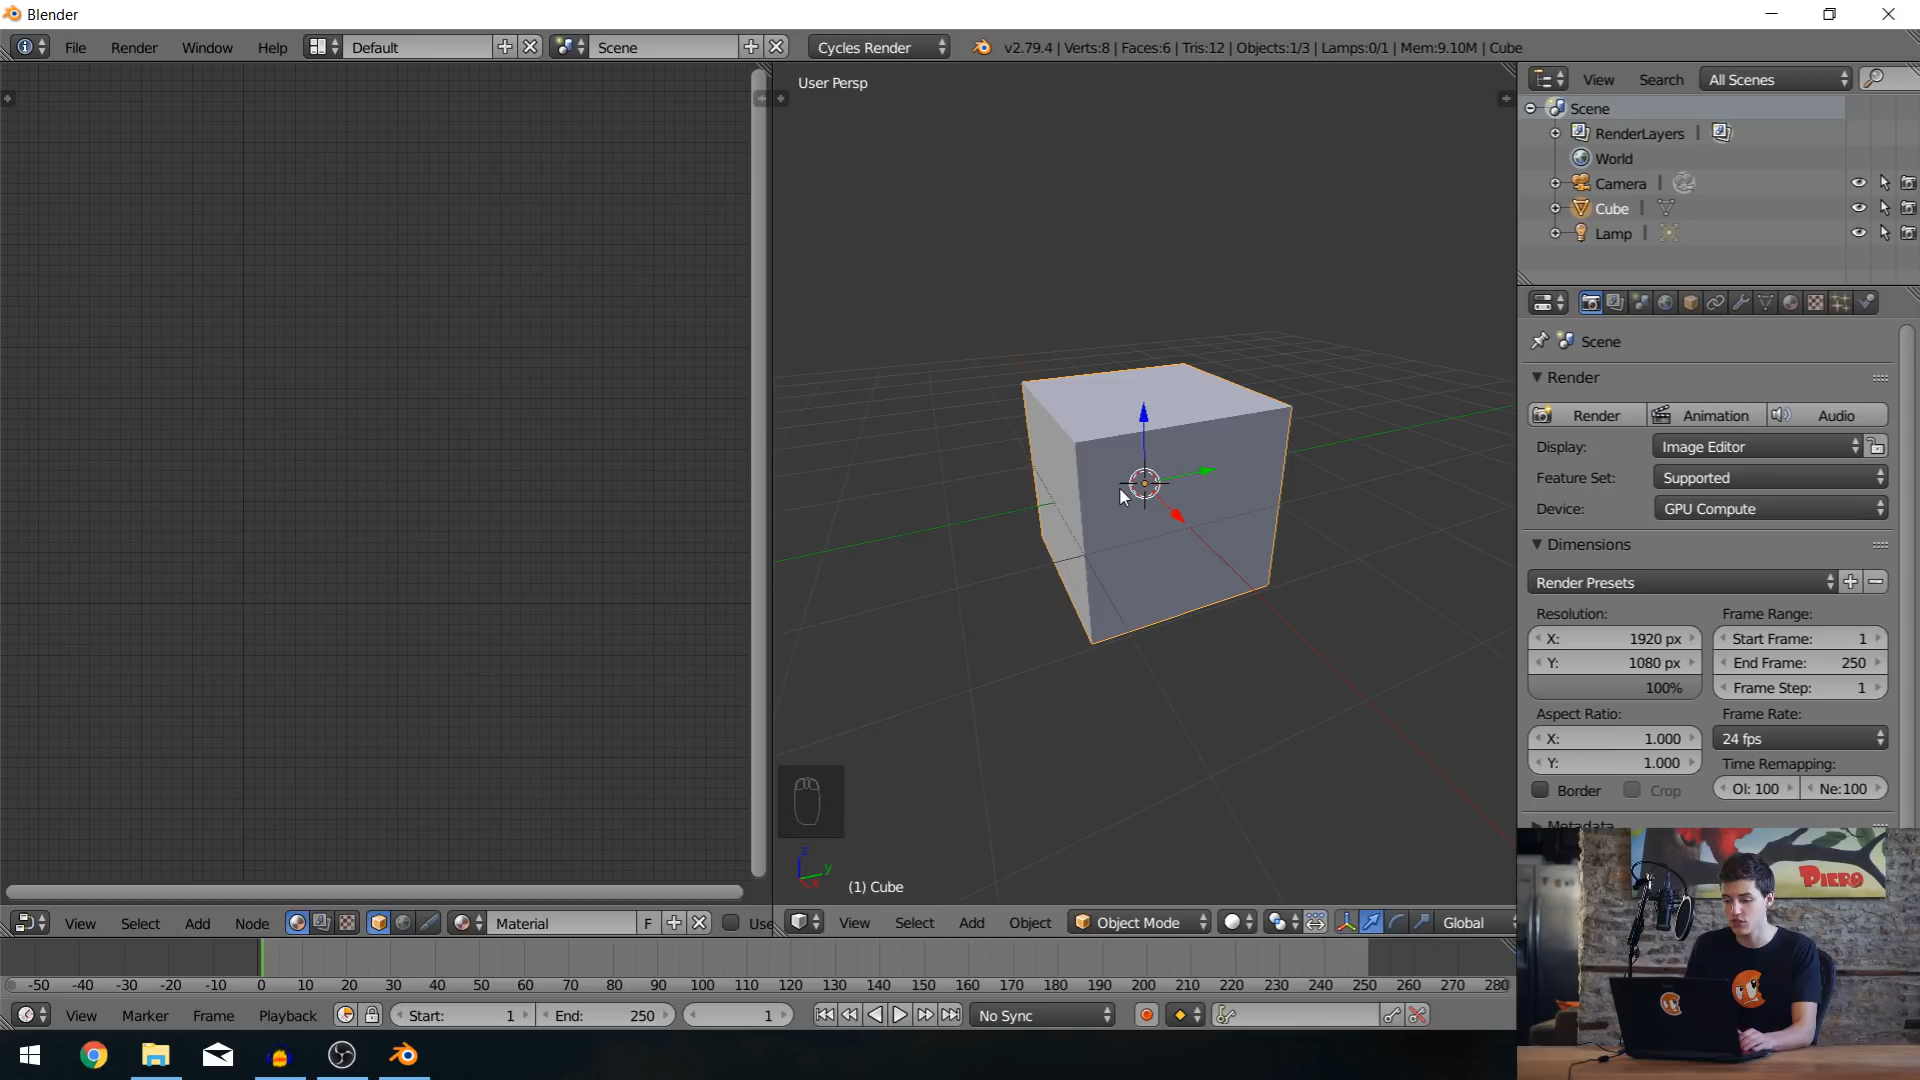 Blender
File Render Window Help Default Scene Cycles Render v2.79.4 | Verts:8 | Faces:6 | Tris:12 | Objects:1/3 | Lamps:0/1 | Mem:9.10M | Cube
User Persp
View Search All Scenes
Scene
RenderLayers
World
Camera
Cube
Lamp
Scene
Render
Render Animation Audio
Display: Image Editor
Feature Set: Supported
Device: GPU Compute
Dimensions
Render Presets
Resolution: Frame Range:
X: 1920 px Start Frame: 1
Y: 1080 px End Frame: 250
100% Frame Step: 1
Aspect Ratio: Frame Rate:
X: 1.000 24 fps
Y: 1.000 Time Remapping:
Border Crop Ol: 100 Ne:100
Metadata
PIERO
z
y
x
(1) Cube
View Select Add Node Material F Use
View Select Add Object Object Mode Global
-50 -40 -30 -20 -10 0 10 20 30 40 50 60 70 80 90 100 110 120 130 140 150 160 170 180 190 200 210 220 230 240 250 260 270 280
View Marker Frame Playback Start: 1 End: 250 1 No Sync